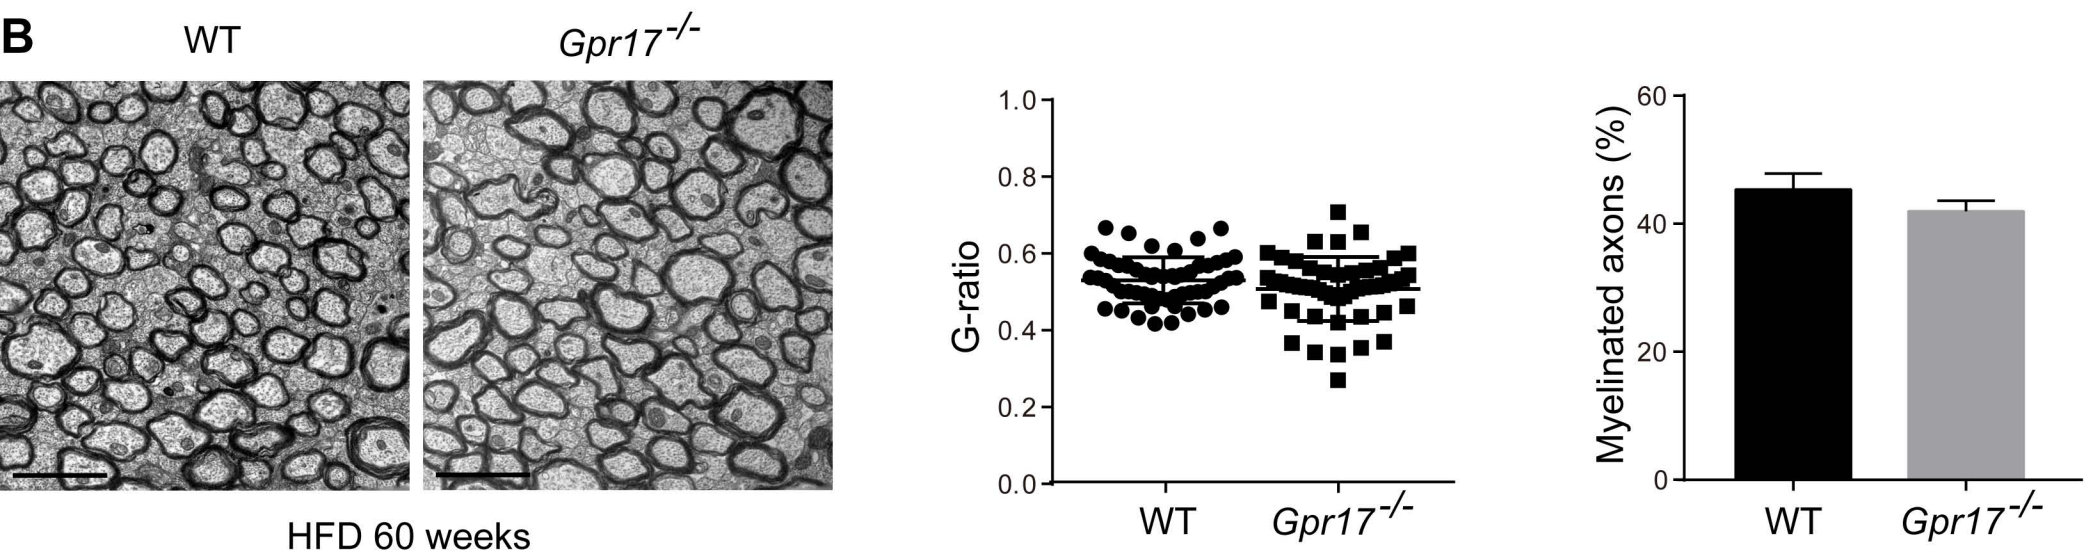 B
WT
Gpr17-/-
HFD 60 weeks
G-ratio
1.0
0.8
0.6
0.4
0.2
0.0
WT
Gpr17-/-
Myelinated axons (%)
60
40
20
0
WT
Gpr17-/-